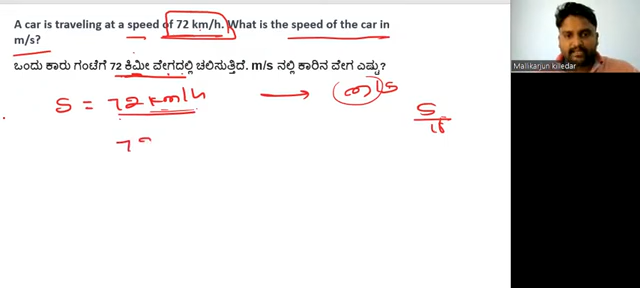 A car is traveling at a speed of 72 km/h. What is the speed of the car in
m/s?
ಒಂದು ಕಾರು ಗಂಟೆಗೆ 72 ಕಿಮೀ ವೇಗದಲ್ಲಿ ಚಲಿಸುತ್ತಿದೆ. m/s ನಲ್ಲಿ ಕಾರಿನ ವೇಗ ಎಷ್ಟು?
S = 72 km/h → m/s
5/18
7
Mallikarjun killedar